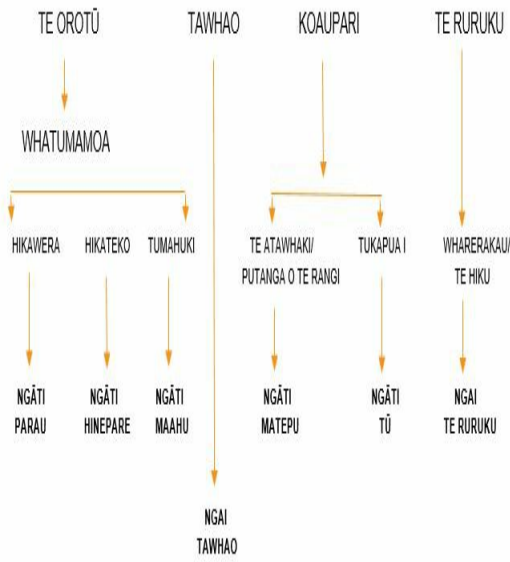 TE OROTŪ
TAWHAO
KOAUPARI
TE RURUKU
WHATUMAMOA
HIKAWERA
HIKATEKO
TUMAHUKI
TE ATAWHAKI/
PUTANGA O TE RANGI
TUKAPUA I
WHARERAKAU/
TE HIKU
NGĀTI
PARAU
NGĀTI
HINEPARE
NGĀTI
MAAHU
NGĀTI
MATEPU
NGĀTI
TŪ
NGAI
TE RURUKU
NGAI
TAWHAO